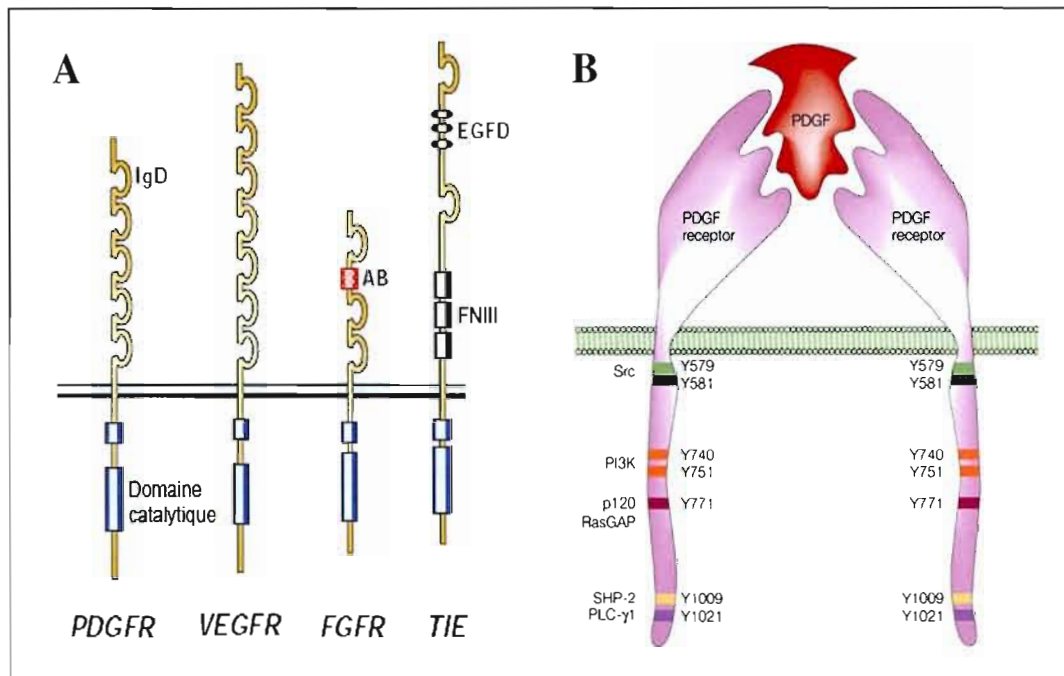 A
IgD
EGFD
AB
FNIII
Domaine
catalytique
PDGFR
VEGFR
FGFR
TIE
B
PDGF
PDGF
receptor
PDGF
receptor
Src
Y579
Y581
Y579
Y581
PI3K
Y740
Y751
Y740
Y751
p120
RasGAP
Y771
Y771
SHP-2
PLC-γ1
Y1009
Y1021
Y1009
Y1021